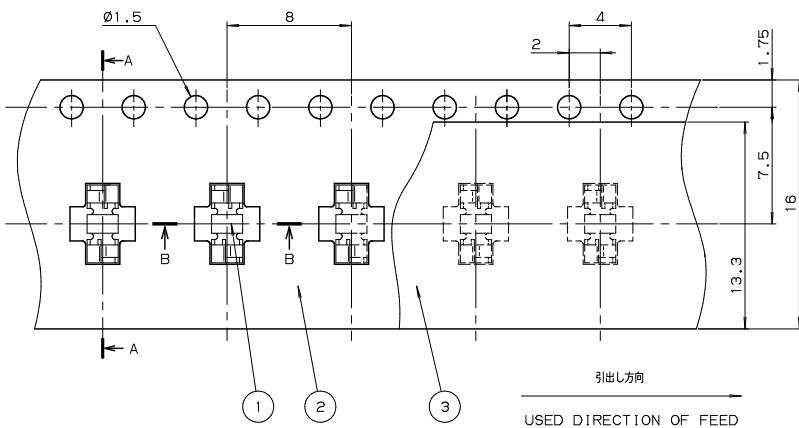 Ø1.5
8
4
2
1.75
A
7.5
16
13.3
B
B
A
1
2
3
引出し方向
USED DIRECTION OF FEED